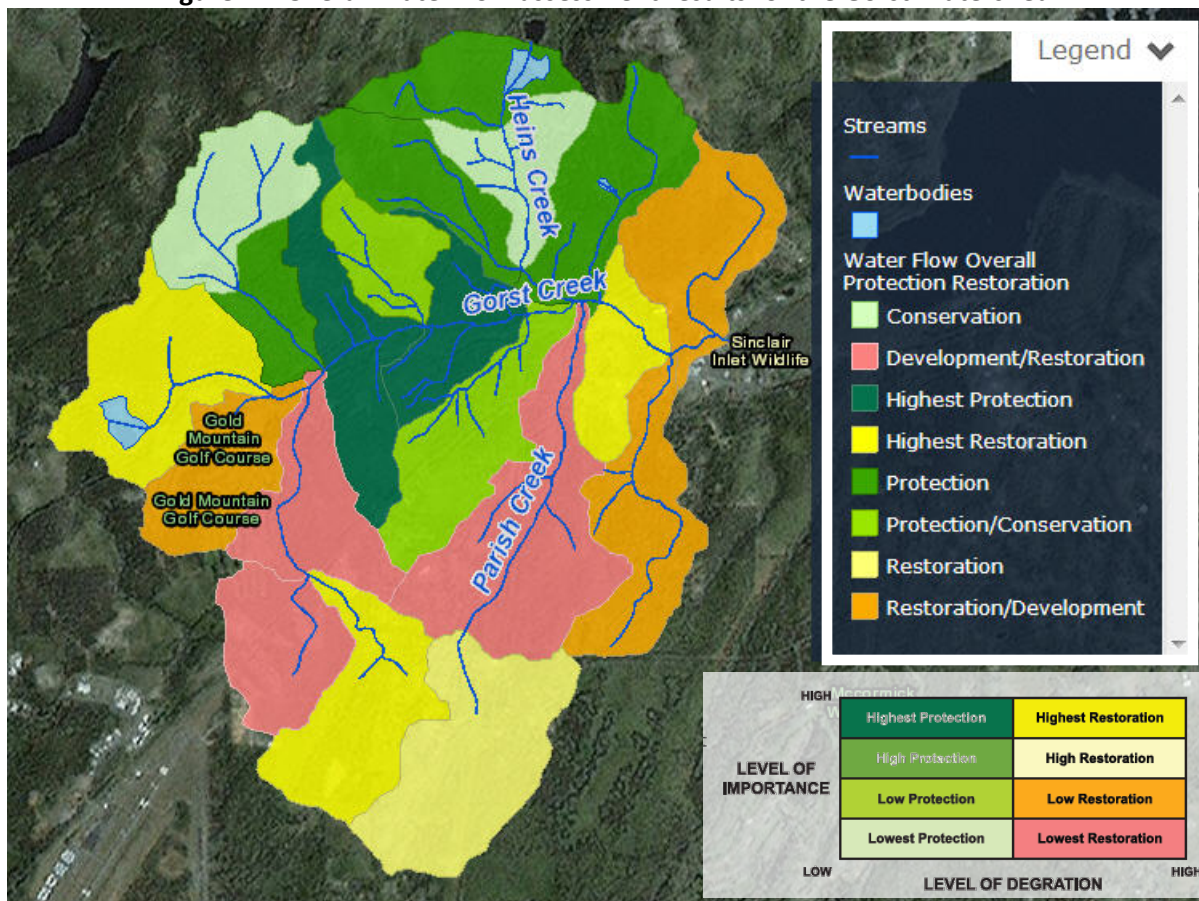 Legend
Streams
Waterbodies
Water Flow Overall
Protection Restoration
Conservation
Development/Restoration
Highest Protection
Highest Restoration
Protection
Protection/Conservation
Restoration
Restoration/Development
Heins Creek
Gorst Creek
Parish Creek
Sinclair
Inlet Wildlife
Gold
Mountain
Golf Course
Gold Mountain
Golf Course
HIGH
Mccormick
LEVEL OF
IMPORTANCE
LOW
Highest Protection
Highest Restoration
High Protection
High Restoration
Low Protection
Low Restoration
Lowest Protection
Lowest Restoration
LEVEL OF DEGRATION
HIGH